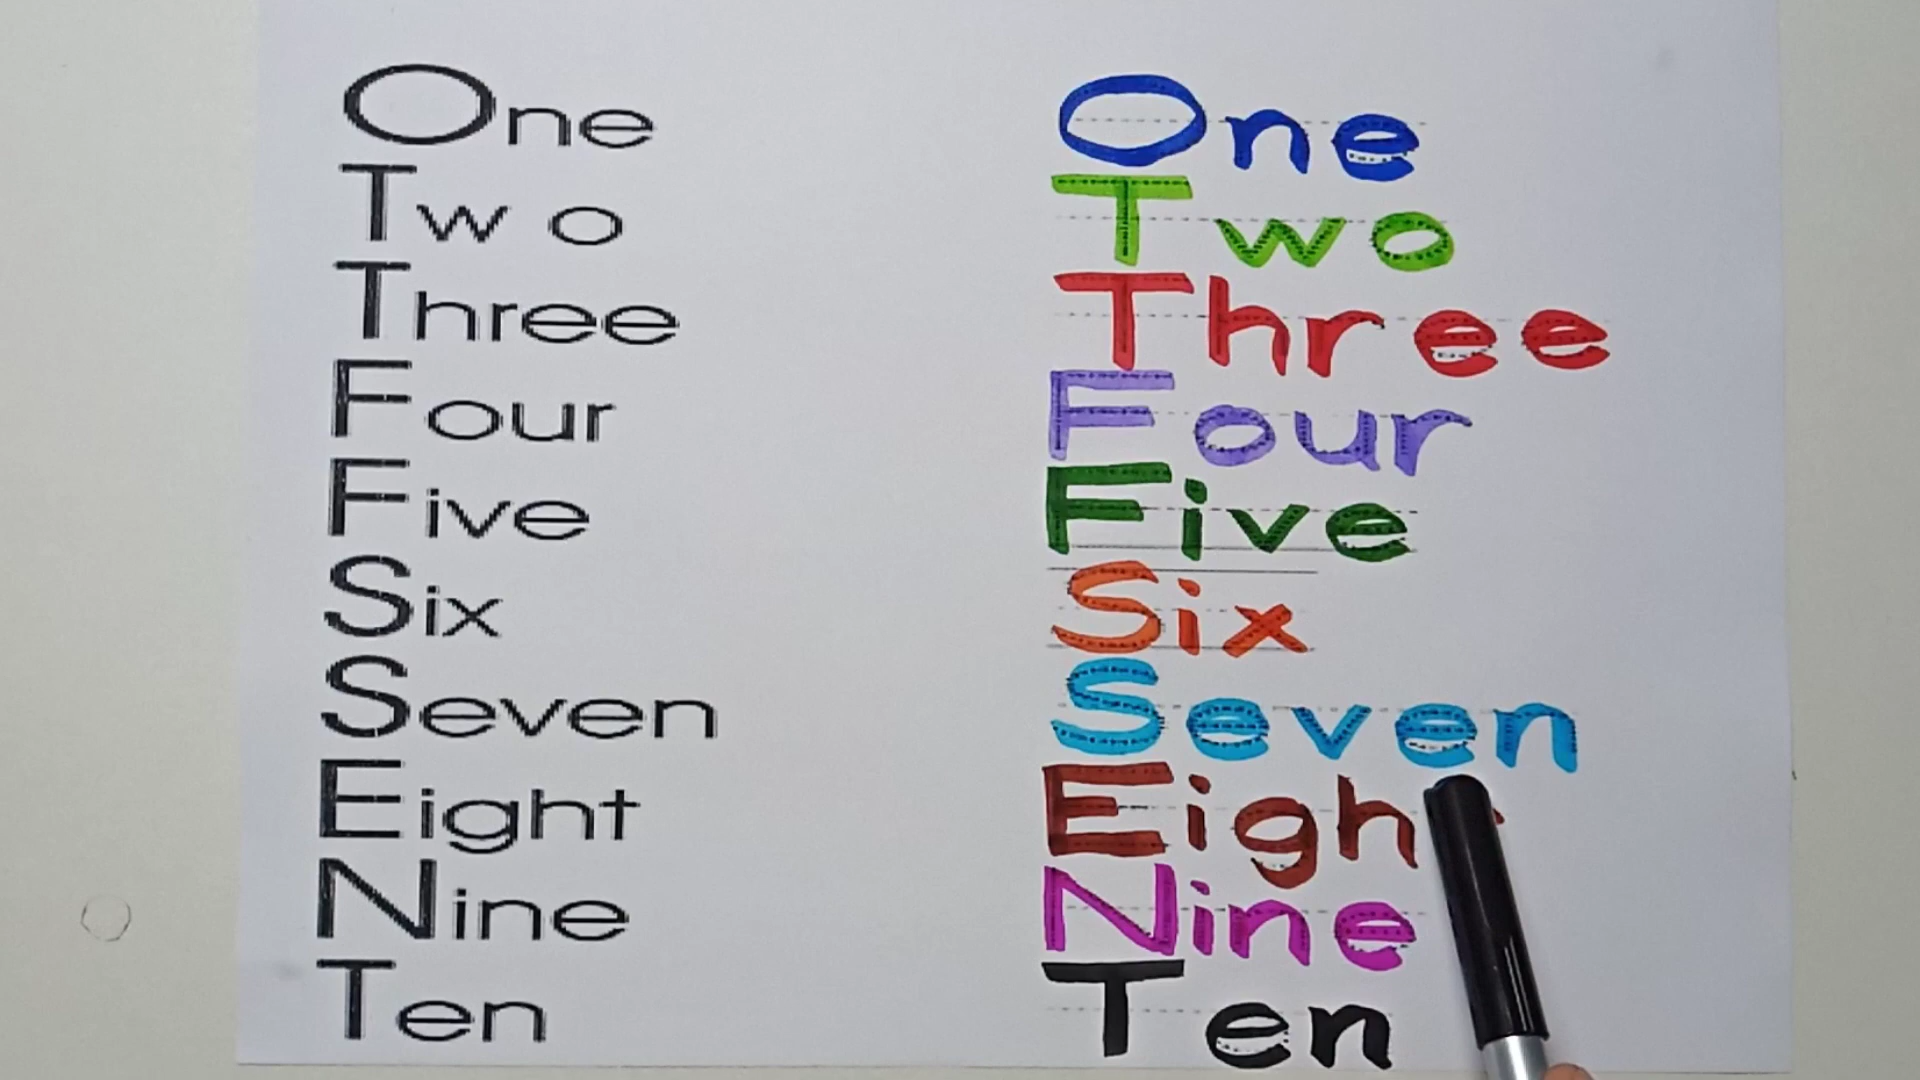 One One
Tw o Two
Three Three
Four Four
Five Five
Six Six
Seven Seven
Eight Eigh
Nine Nine
Ten Ten